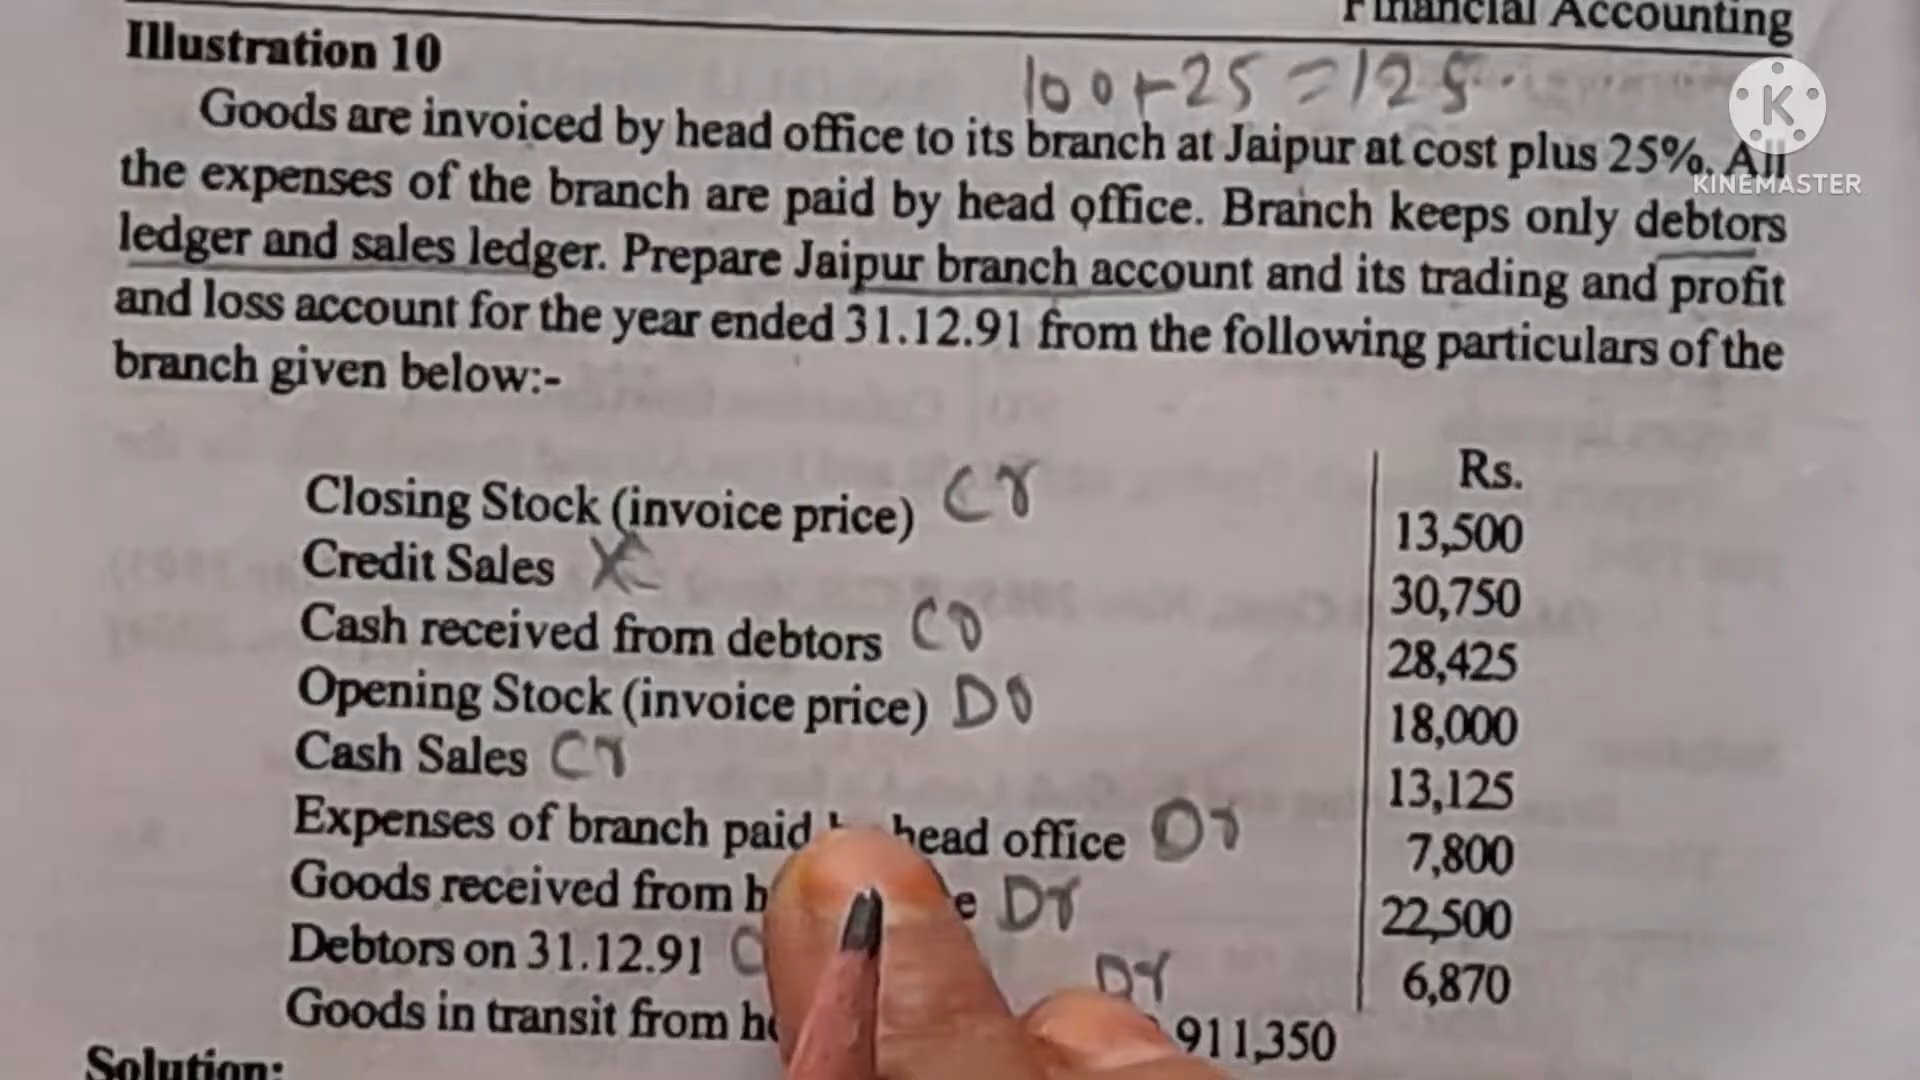 Financial Accounting
Illustration 10
100+25=125
Goods are invoiced by head office to its branch at Jaipur at cost plus 25%. All
the expenses of the branch are paid by head office. Branch keeps only debtors
ledger and sales ledger. Prepare Jaipur branch account and its trading and profit
and loss account for the year ended 31.12.91 from the following particulars of the
branch given below:-
K
KINEMASTER
Rs.
Closing Stock (invoice price) Cr 13,500
Credit Sales X 30,750
Cash received from debtors Cr 28,425
Opening Stock (invoice price) Dr 18,000
Cash Sales Cr 13,125
Expenses of branch paid head office Dr 7,800
Goods received from Dr 22,500
Debtors on 31.12.91 6,870
Goods in transit from Dr 911,350
Solution: